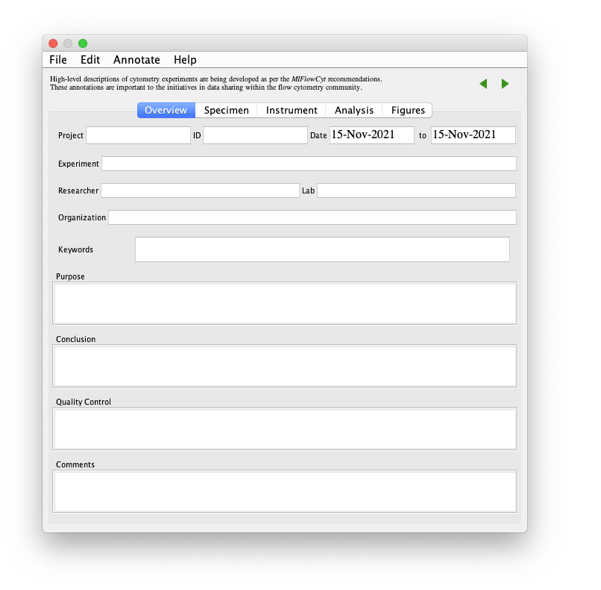 File Edit Annotate Help
High-level descriptions of cytometry experiments are being developed as per the MIFlowCyt recommendations.
These annotations are important to the initiatives in data sharing within the flow cytometry community.
Overview Specimen Instrument Analysis Figures
Project ID Date 15-Nov-2021 to 15-Nov-2021
Experiment
Researcher Lab
Organization
Keywords
Purpose
Conclusion
Quality Control
Comments